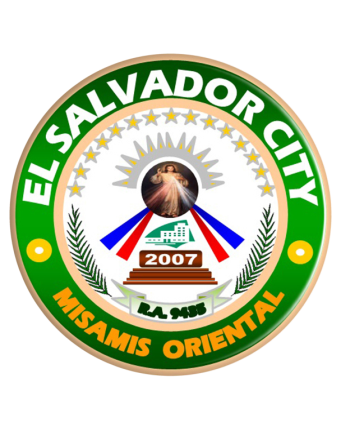 EL SALVADOR CITY
2007
R.A. 9435
MISAMIS ORIENTAL